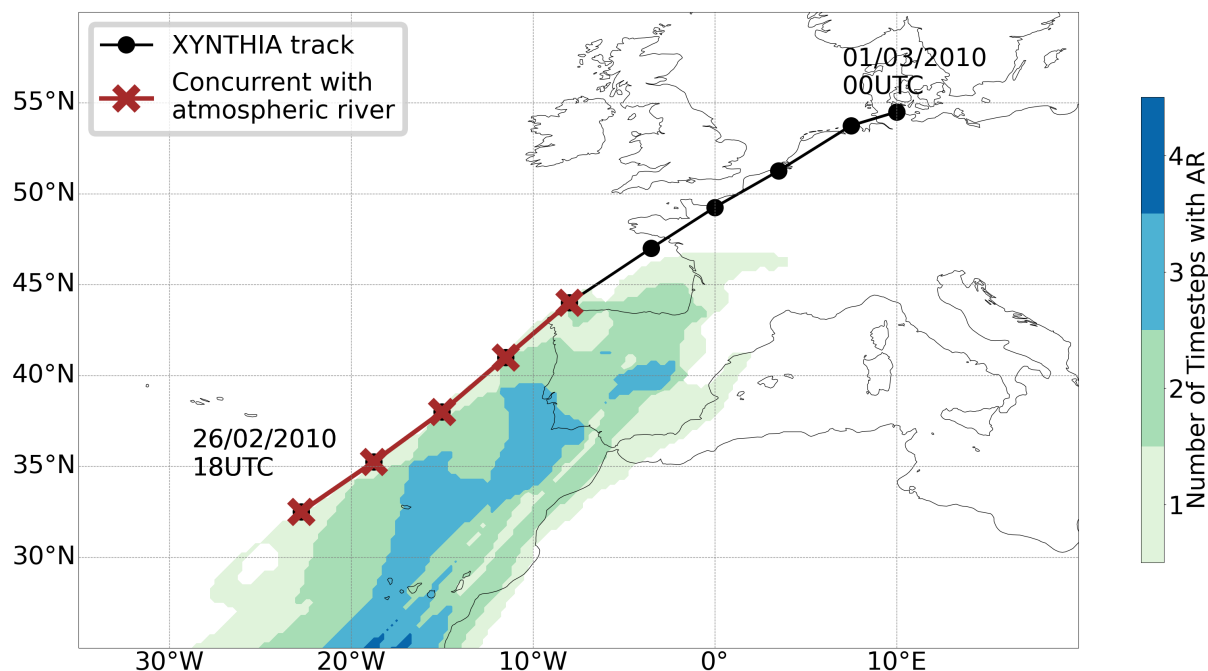 XYNTHIA track
Concurrent with
atmospheric river
01/03/2010
00UTC
26/02/2010
18UTC
55°N
50°N
45°N
40°N
35°N
30°N
30°W
20°W
10°W
0°
10°E
4
3
2
1
Number of Timesteps with AR